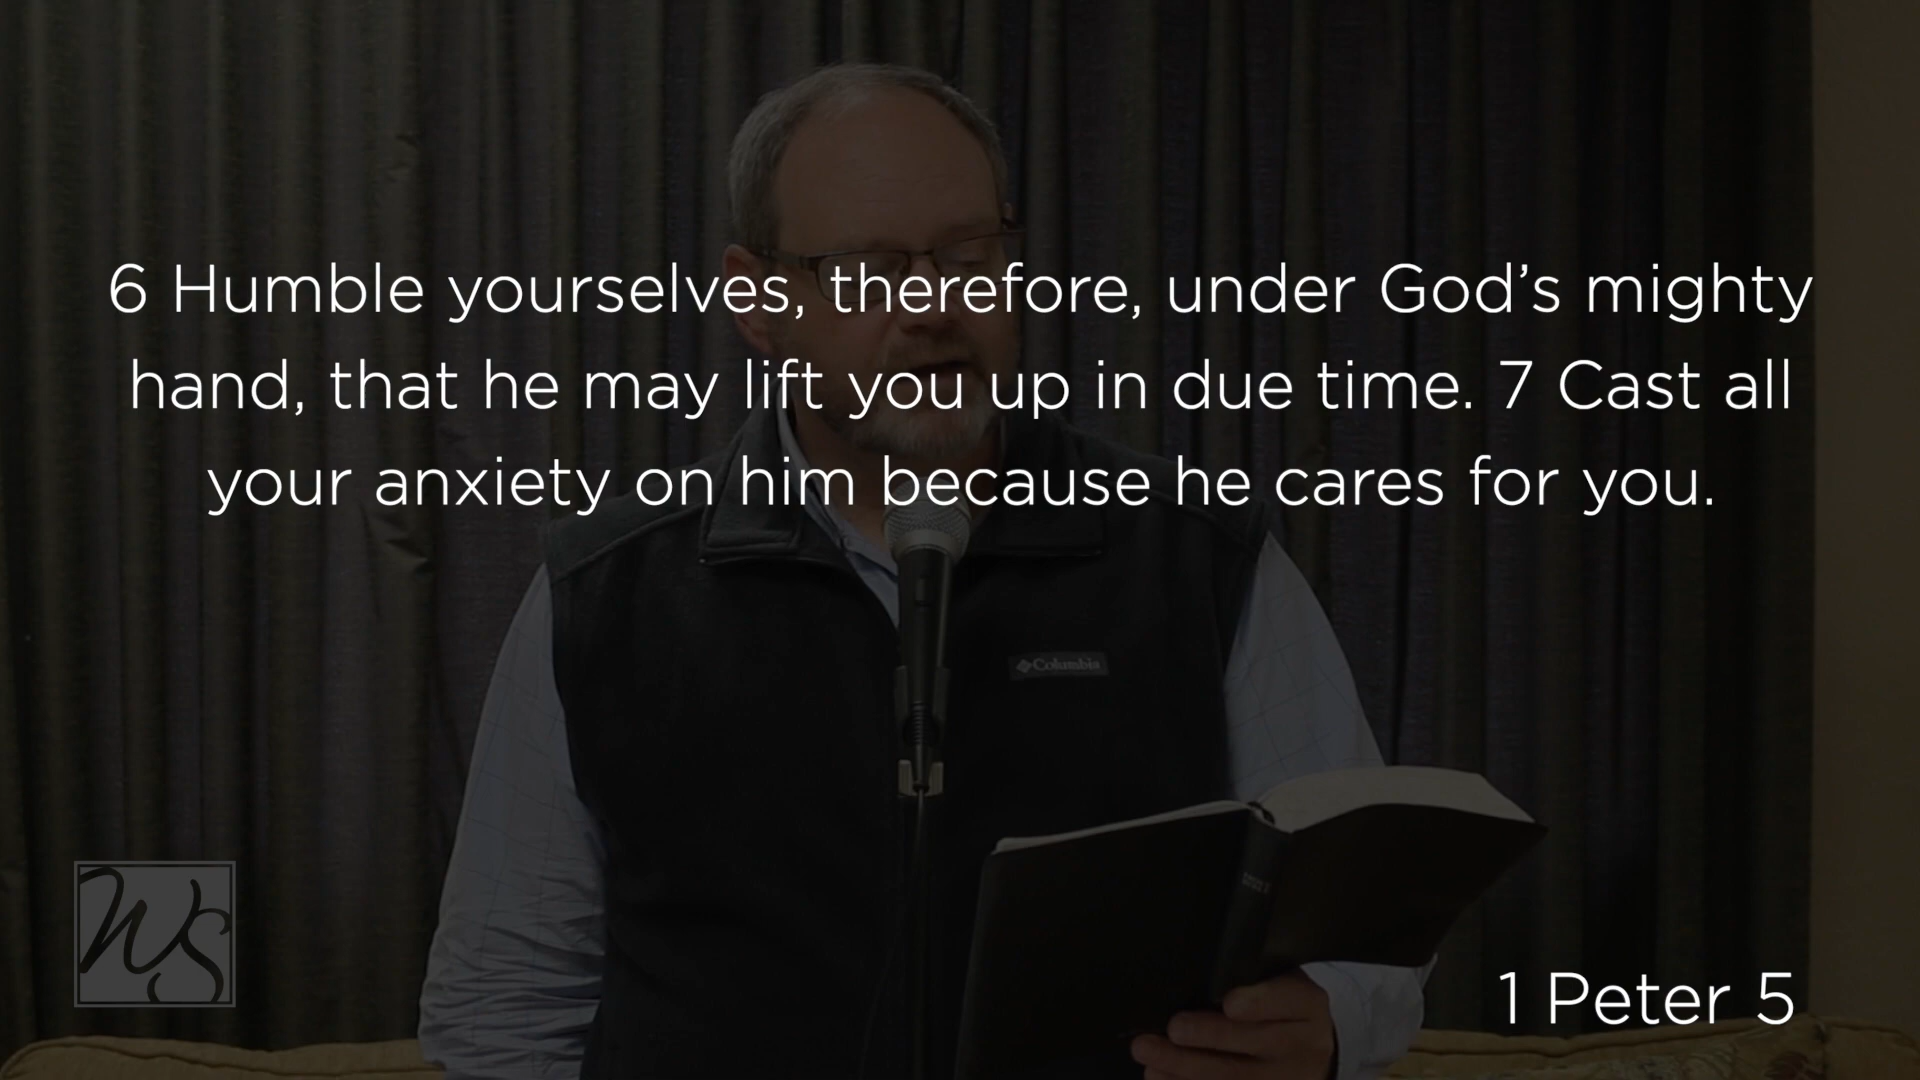 6 Humble yourselves, therefore, under God’s mighty
hand, that he may lift you up in due time. 7 Cast all
your anxiety on him because he cares for you.
Columbia
WS
1 Peter 5